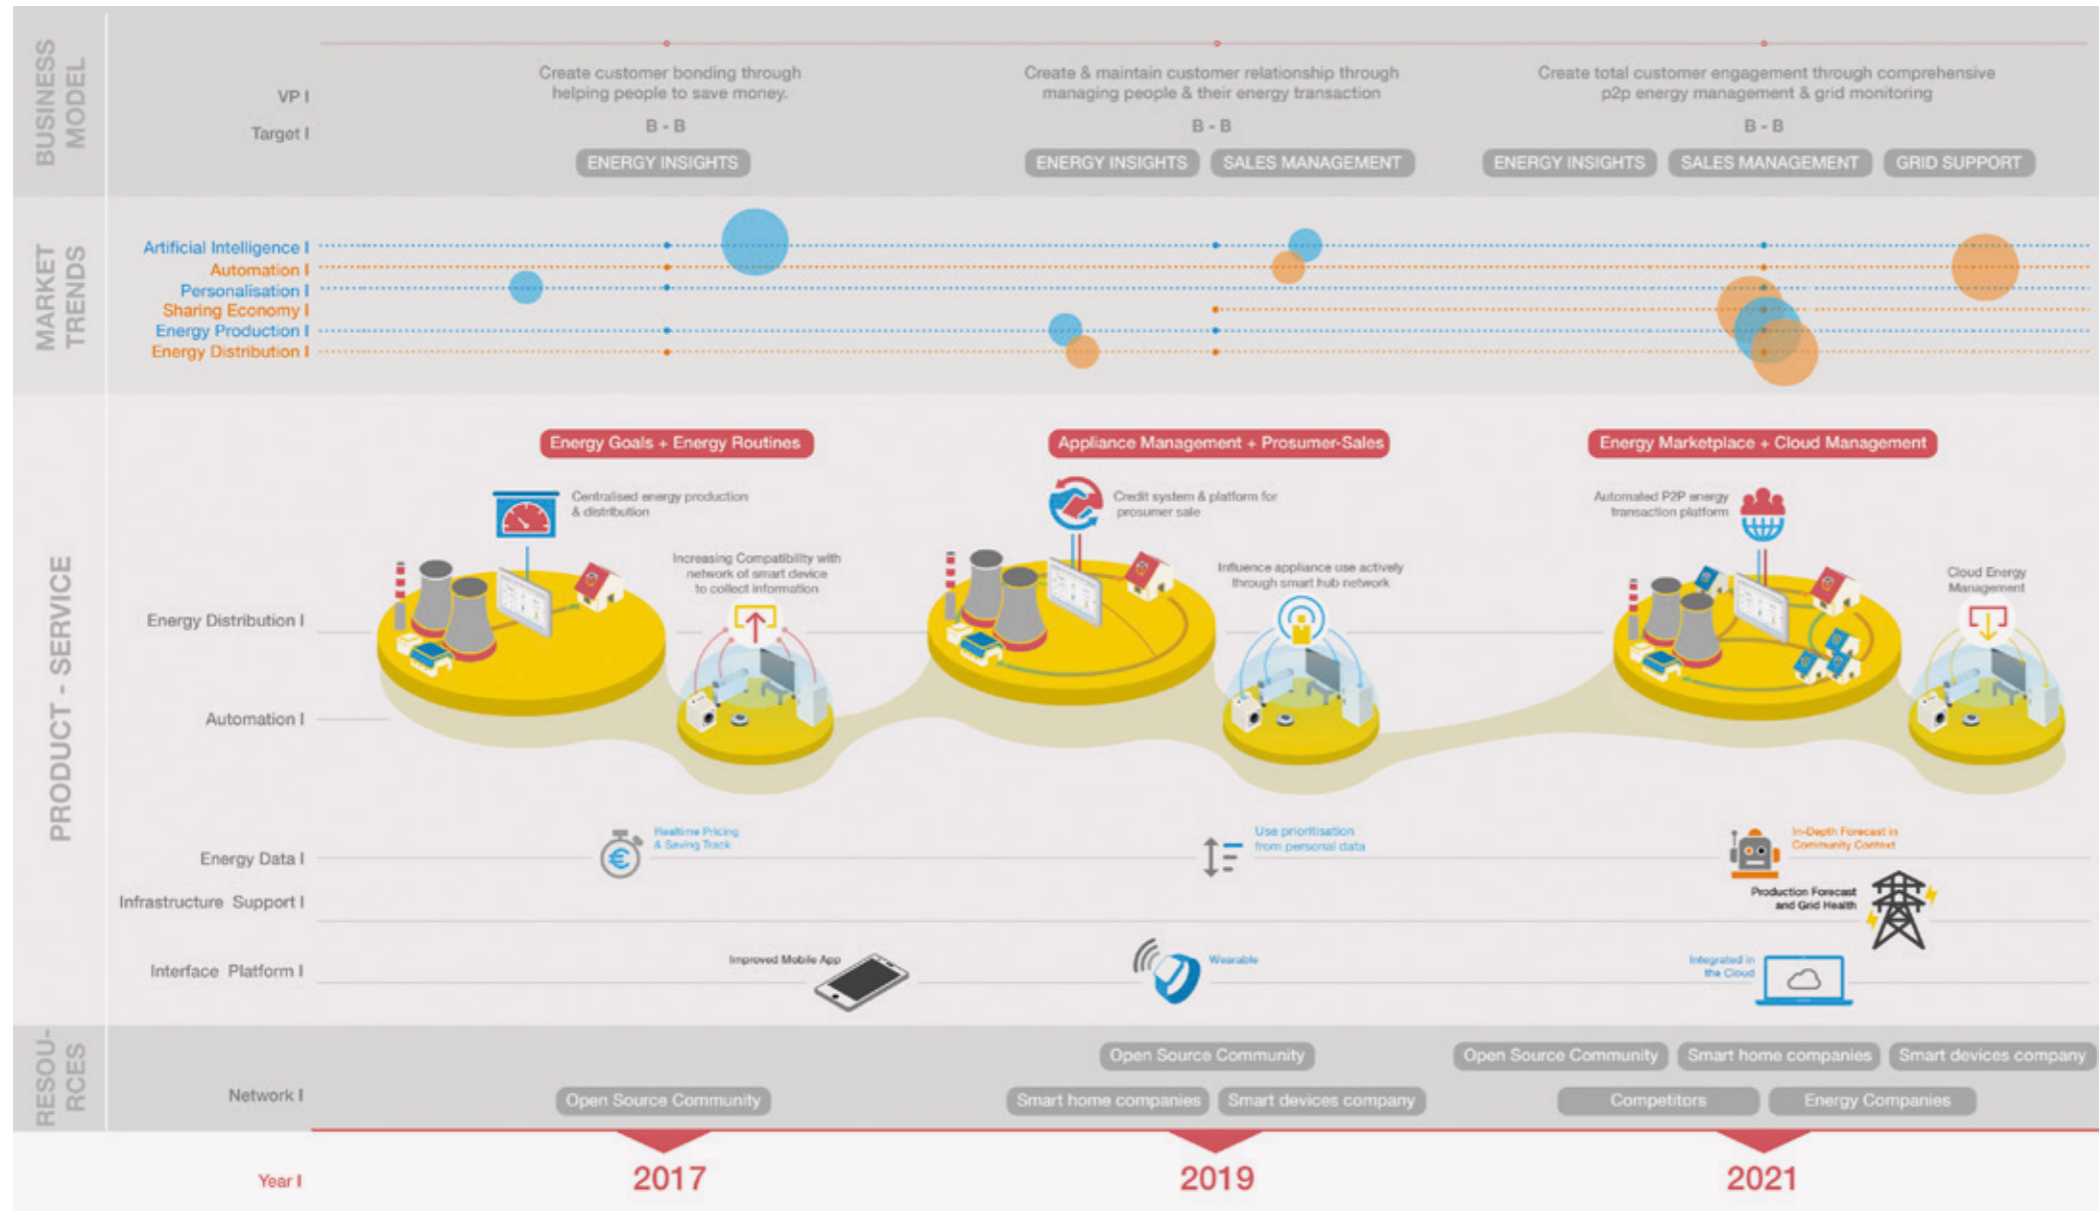 BUSINESS
MODEL
VP I
Create customer bonding through
helping people to save money.
Create & maintain customer relationship through
managing people & their energy transaction
Create total customer engagement through comprehensive
p2p energy management & grid monitoring
Target I
B - B
B - B
B - B
ENERGY INSIGHTS
ENERGY INSIGHTS
SALES MANAGEMENT
ENERGY INSIGHTS
SALES MANAGEMENT
GRID SUPPORT
MARKET
TRENDS
Artificial Intelligence I
Automation I
Personalisation I
Sharing Economy I
Energy Production I
Energy Distribution I
PRODUCT - SERVICE
Energy Goals + Energy Routines
Appliance Management + Prosumer-Sales
Energy Marketplace + Cloud Management
Centralised energy production
& distribution
Increasing Compatibility with
network of smart device
to collect information
Credit system & platform for
prosumer sale
Influence appliance use actively
through smart hub network
Automated P2P energy
transaction platform
Cloud Energy
Management
Energy Distribution I
Automation I
Energy Data I
Realtime Pricing
& Saving Track
Use prioritisation
from personal data
In-Depth Forecast in
Community Context
Infrastructure Support I
Production Forecast
and Grid Health
Interface Platform I
Improved Mobile App
Wearable
Integrated in
the Cloud
RESOU-
RCES
Network I
Open Source Community
Open Source Community
Smart home companies
Smart devices company
Open Source Community
Smart home companies
Smart devices company
Competitors
Energy Companies
Year I
2017
2019
2021